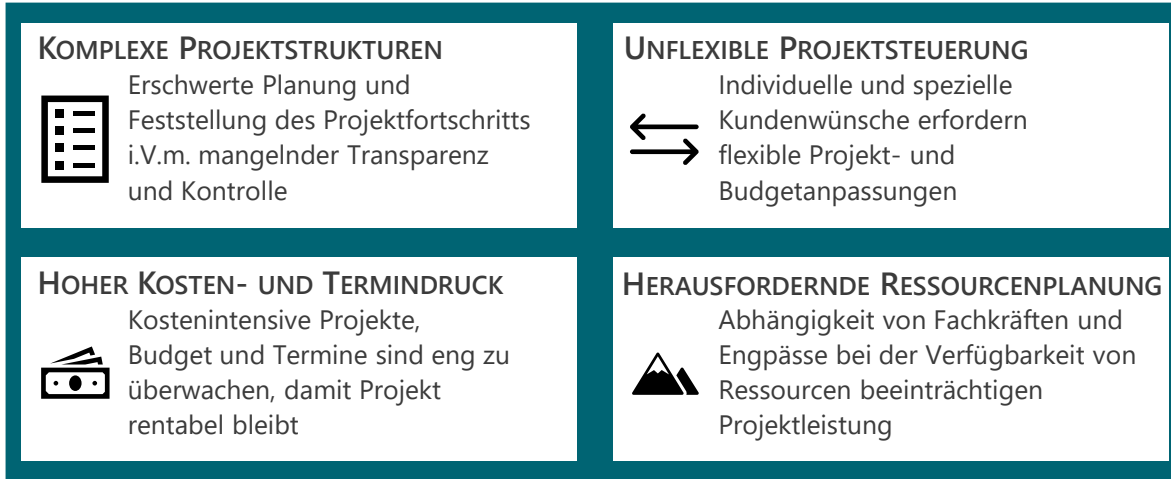 KOMPLEXE PROJEKTSTRUKTUREN
Erschwerte Planung und
Feststellung des Projektfortschritts
i.V.m. mangelnder Transparenz
und Kontrolle
UNFLEXIBLE PROJEKTSTEUERUNG
Individuelle und spezielle
Kundenwünsche erfordern
flexible Projekt- und
Budgetanpassungen
HOHER KOSTEN- UND TERMINDRUCK
Kostenintensive Projekte,
Budget und Termine sind eng zu
überwachen, damit Projekt
rentabel bleibt
HERAUSFORDERNDE RESSOURCENPLANUNG
Abhängigkeit von Fachkräften und
Engpässe bei der Verfügbarkeit von
Ressourcen beeinträchtigen
Projektleistung